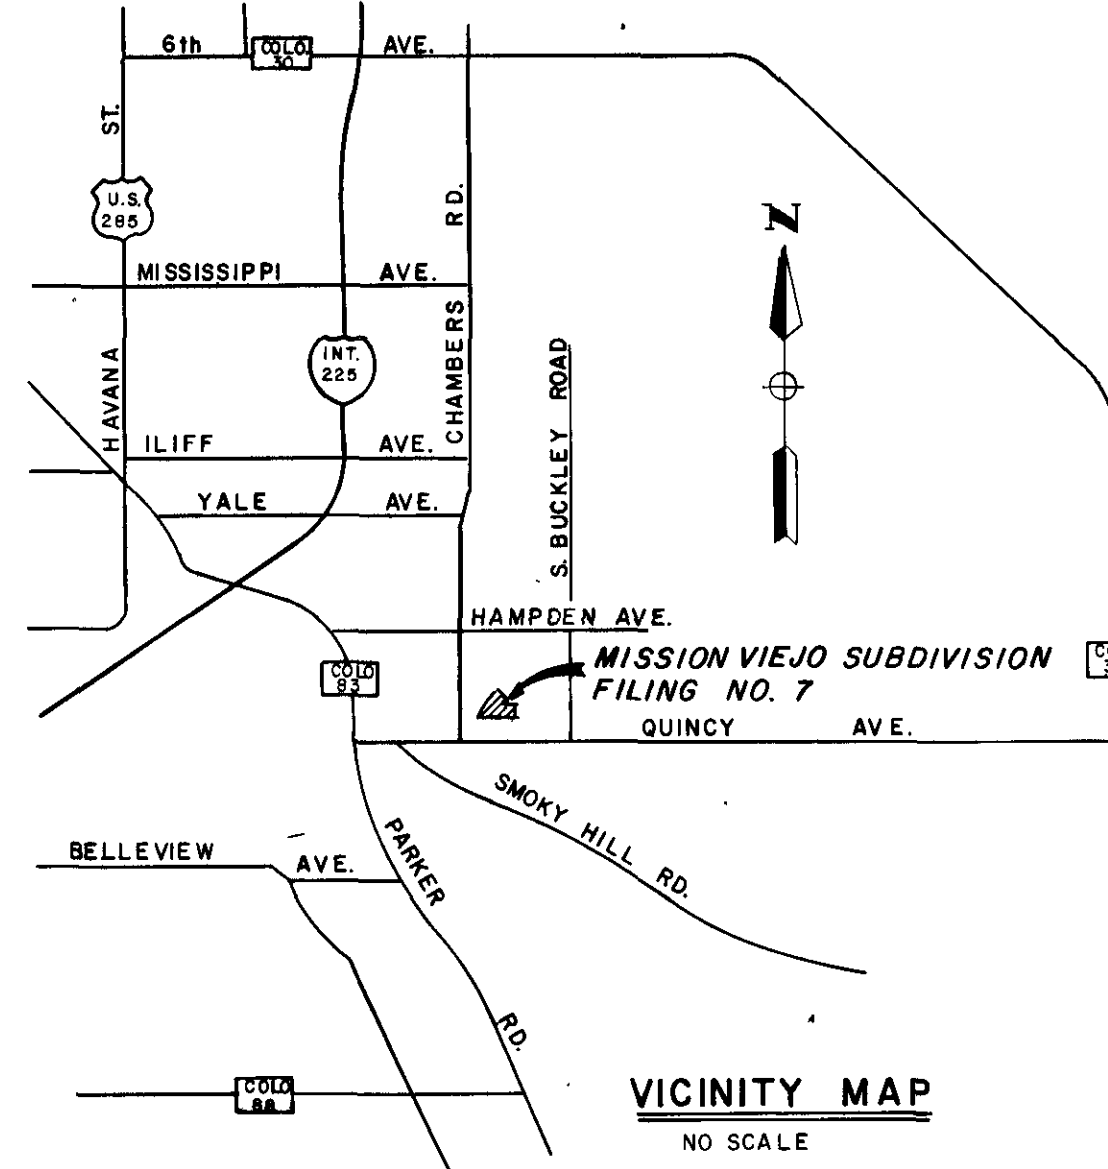 6th AVE.
COLO.
30
ST.
U.S.
285
RD.
N
MISSISSIPPI AVE.
INT.
225
HAVANA
CHAMBERS
S. BUCKLEY ROAD
ILIFF AVE.
YALE AVE.
HAMPDEN AVE.
MISSION VIEJO SUBDIVISION
FILING NO. 7
COLO
83
QUINCY AVE.
SMOKY HILL RD.
PARKER RD.
BELLEVIEW AVE.
COLO
88
VICINITY MAP
NO SCALE